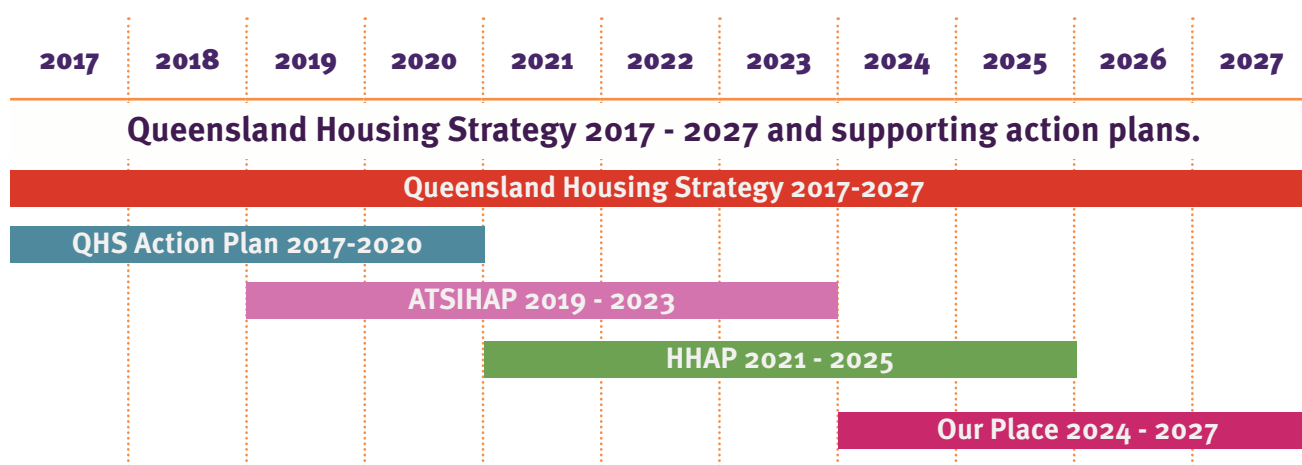 2017 2018 2019 2020 2021 2022 2023 2024 2025 2026 2027
Queensland Housing Strategy 2017 - 2027 and supporting action plans.
Queensland Housing Strategy 2017-2027
QHS Action Plan 2017-2020
ATSIHAP 2019 - 2023
HHAP 2021 - 2025
Our Place 2024 - 2027